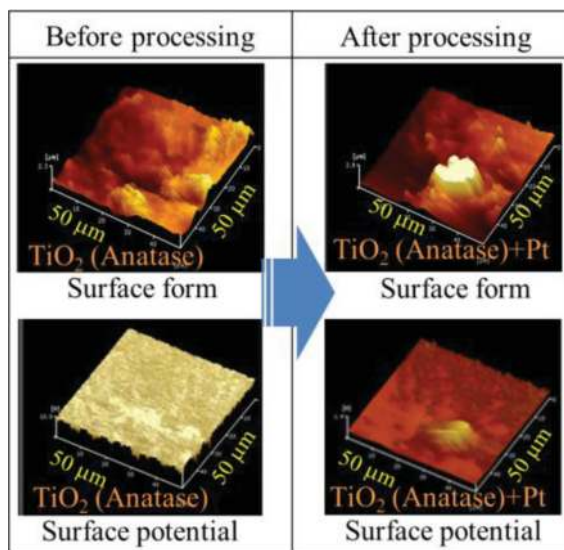 Before processing
After processing
50 μm
50 μm
TiO₂ (Anatase)
Surface form
50 μm
50 μm
TiO₂ (Anatase)+Pt
Surface form
50 μm
50 μm
TiO₂ (Anatase)
Surface potential
50 μm
50 μm
TiO₂ (Anatase)+Pt
Surface potential